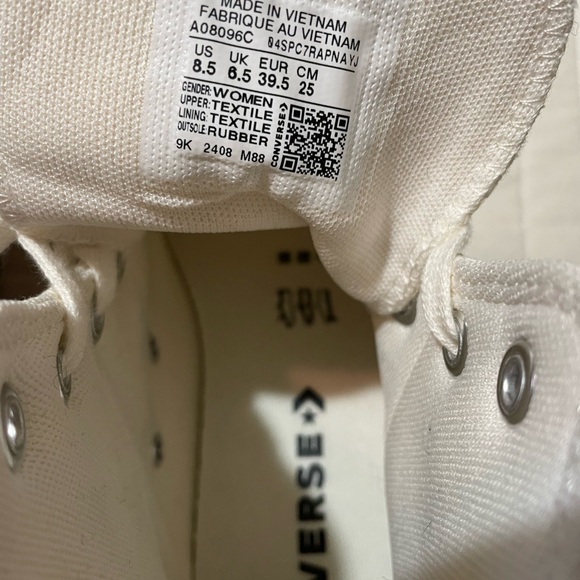 MADE IN VIETNAM
FABRIQUE AU VIETNAM
A08096C 04SPC7RAPNAYJ
US UK EUR CM
8.5 6.5 39.5 25
GENDER: WOMEN
UPPER: TEXTILE
LINING: TEXTILE
OUTSOLE: RUBBER
9K 2408 M88
CONVERSE
CONVERSE